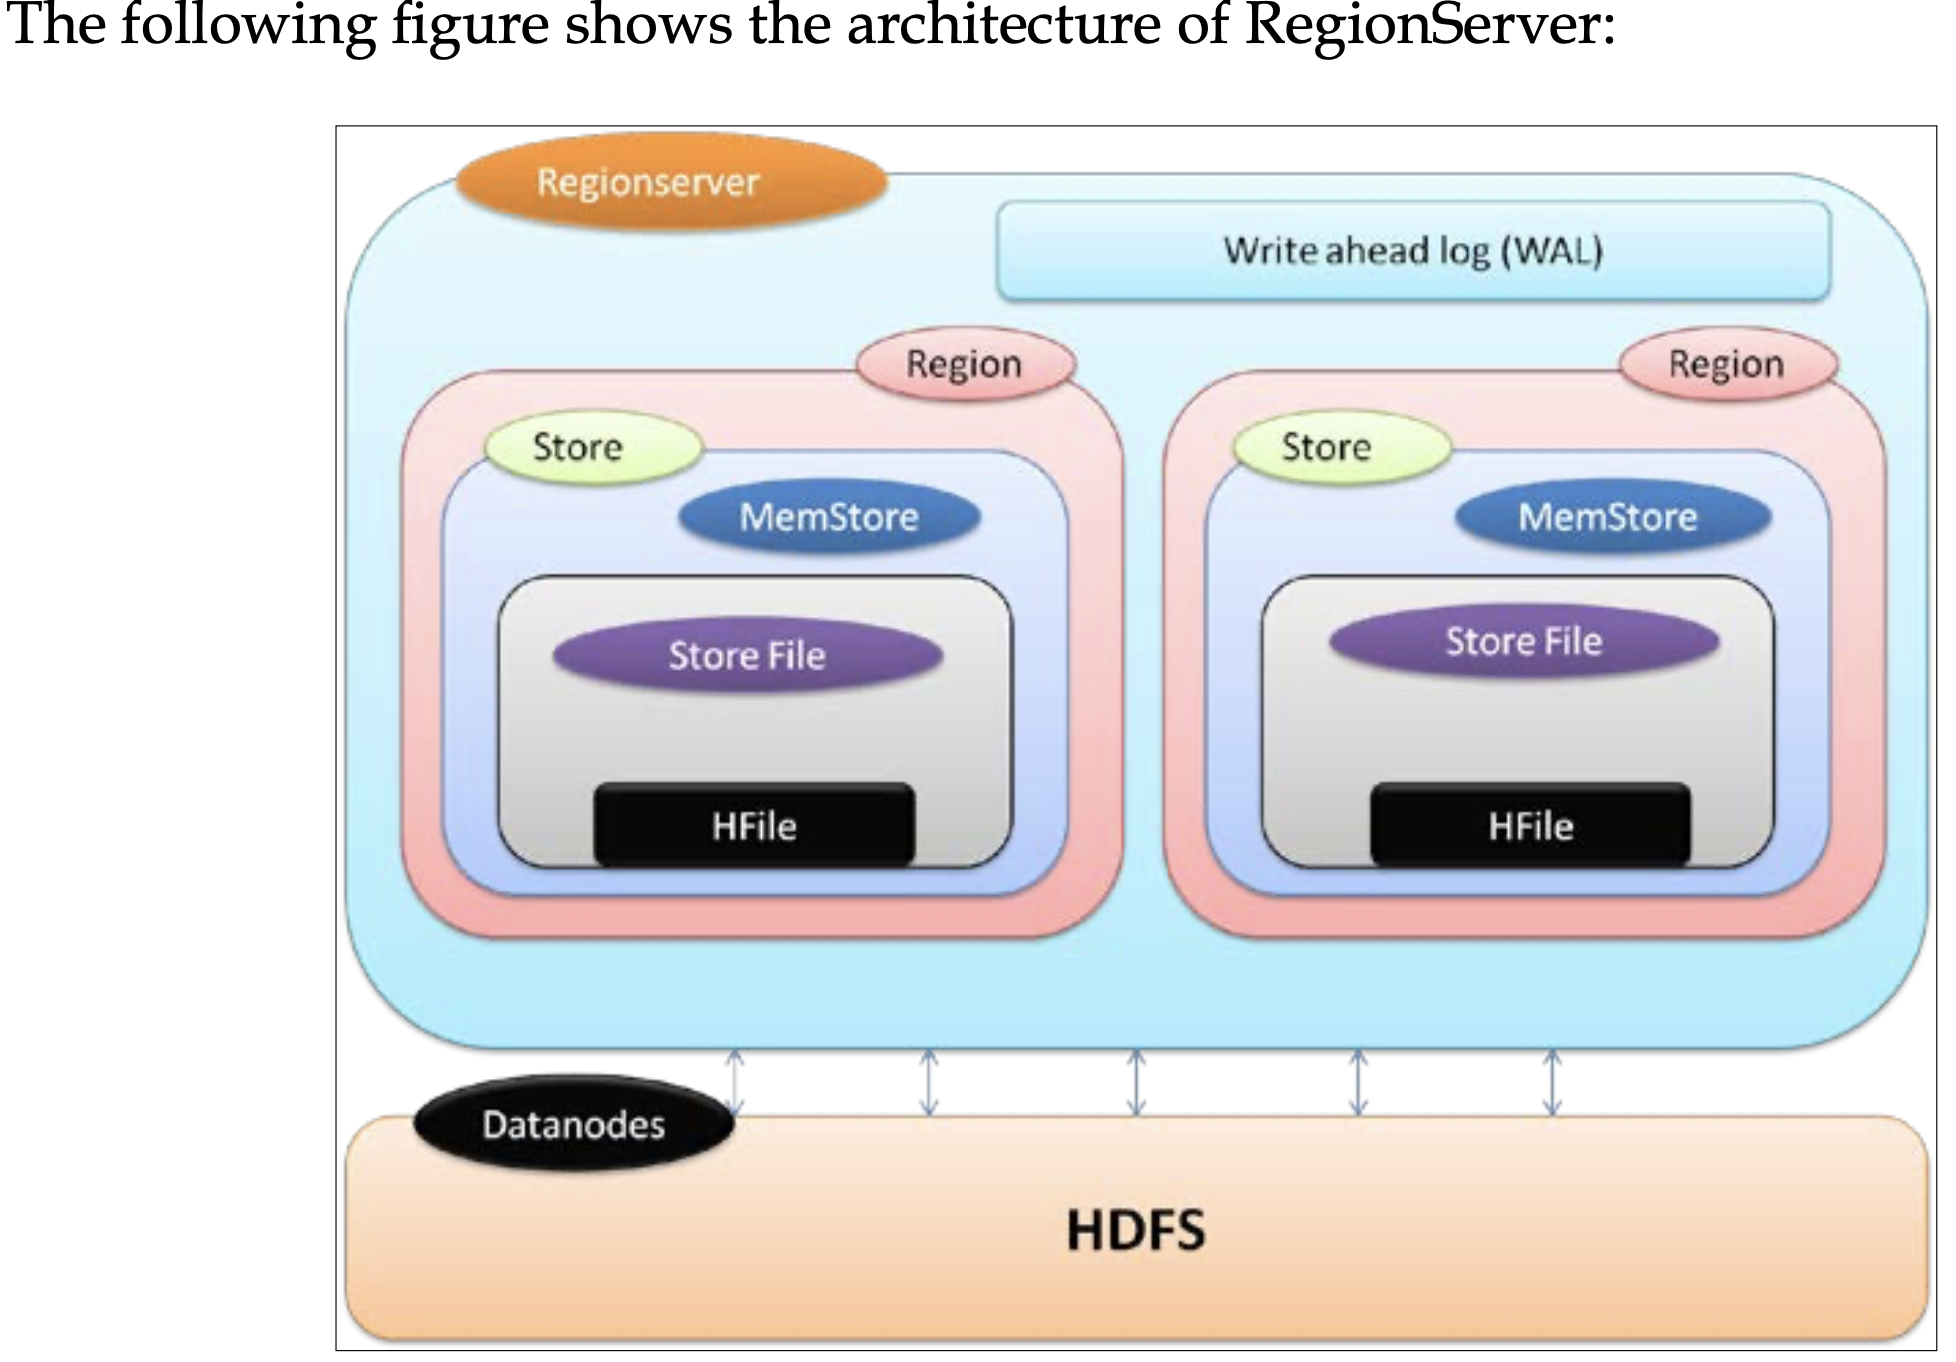 The following figure shows the architecture of RegionServer:
Regionserver
Write ahead log (WAL)
Region
Region
Store
Store
MemStore
MemStore
Store File
Store File
HFile
HFile
Datanodes
HDFS